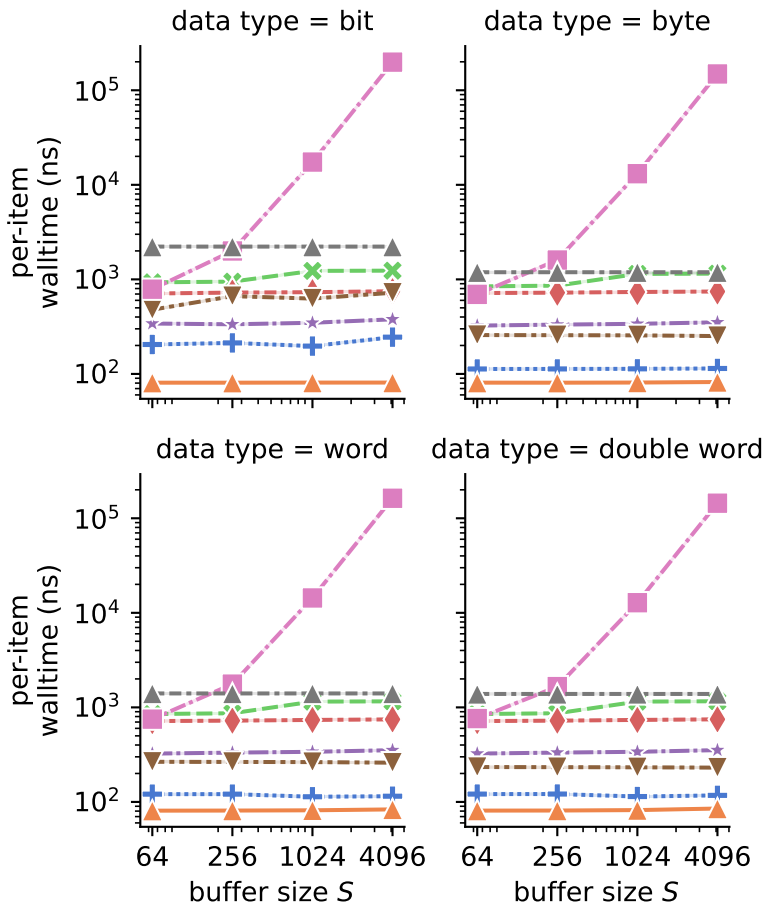 data type = bit
data type = byte
per-item
walltime (ns)
10^5
10^4
10^3
10^2
data type = word
data type = double word
per-item
walltime (ns)
10^5
10^4
10^3
10^2
64 256 1024 4096
64 256 1024 4096
buffer size S
buffer size S